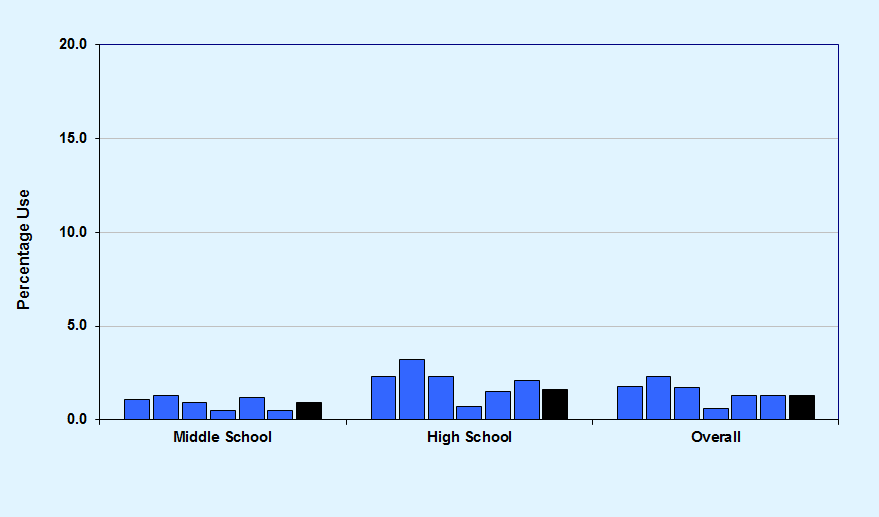 20.0
15.0
10.0
5.0
0.0
Percentage Use
Middle School
High School
Overall